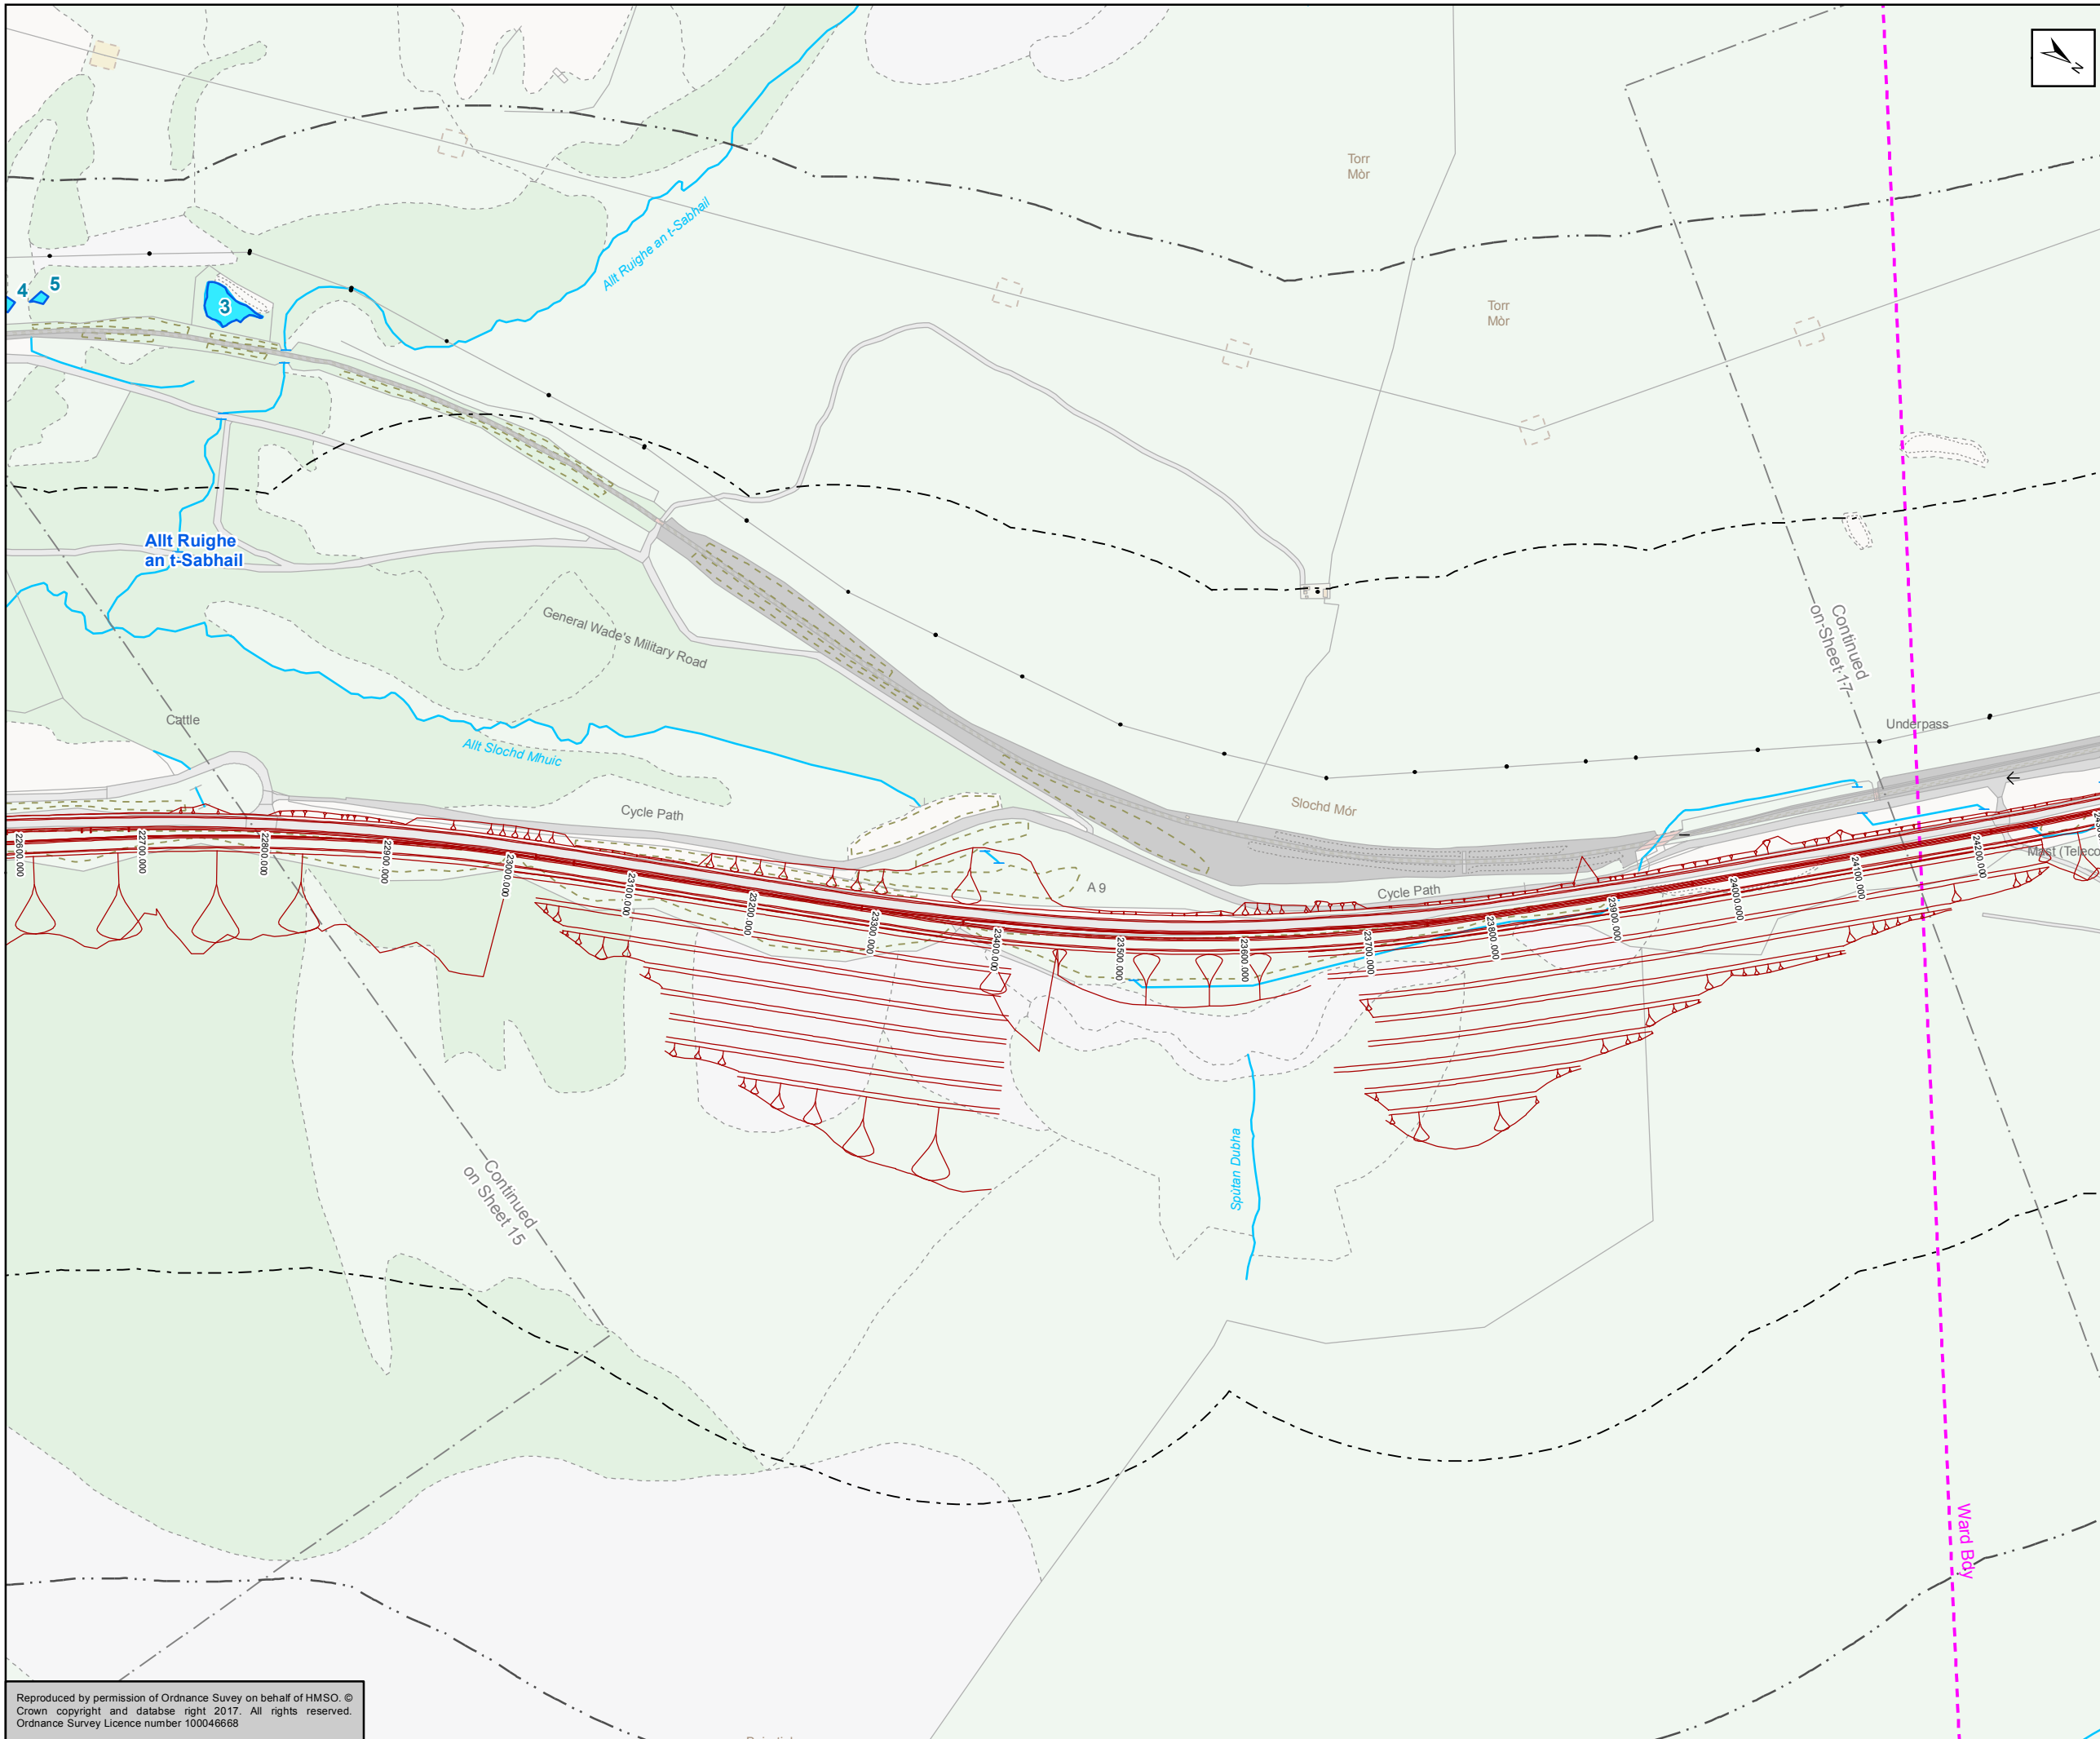 N
Torr
Mòr
Allt Ruighe an t-Sabhail
4
5
3
Torr
Mòr
Allt Ruighe
an t-Sabhail
General Wade's Military Road
Continued
on Sheet 17
Cattle
Underpass
Allt Slochd Mhuic
Cycle Path
Slochd Mór
A 9
Cycle Path
Mast (Teleco
22600.000
22700.000
22800.000
22900.000
23000.000
23100.000
23200.000
23300.000
23400.000
23500.000
23600.000
23700.000
23800.000
23900.000
24000.000
24100.000
24200.000
Spùtan Dubha
Continued
on Sheet 15
Ward Bdy
Reproduced by permission of Ordnance Suvey on behalf of HMSO. ©
Crown copyright and databse right 2017. All rights reserved.
Ordnance Survey Licence number 100046668